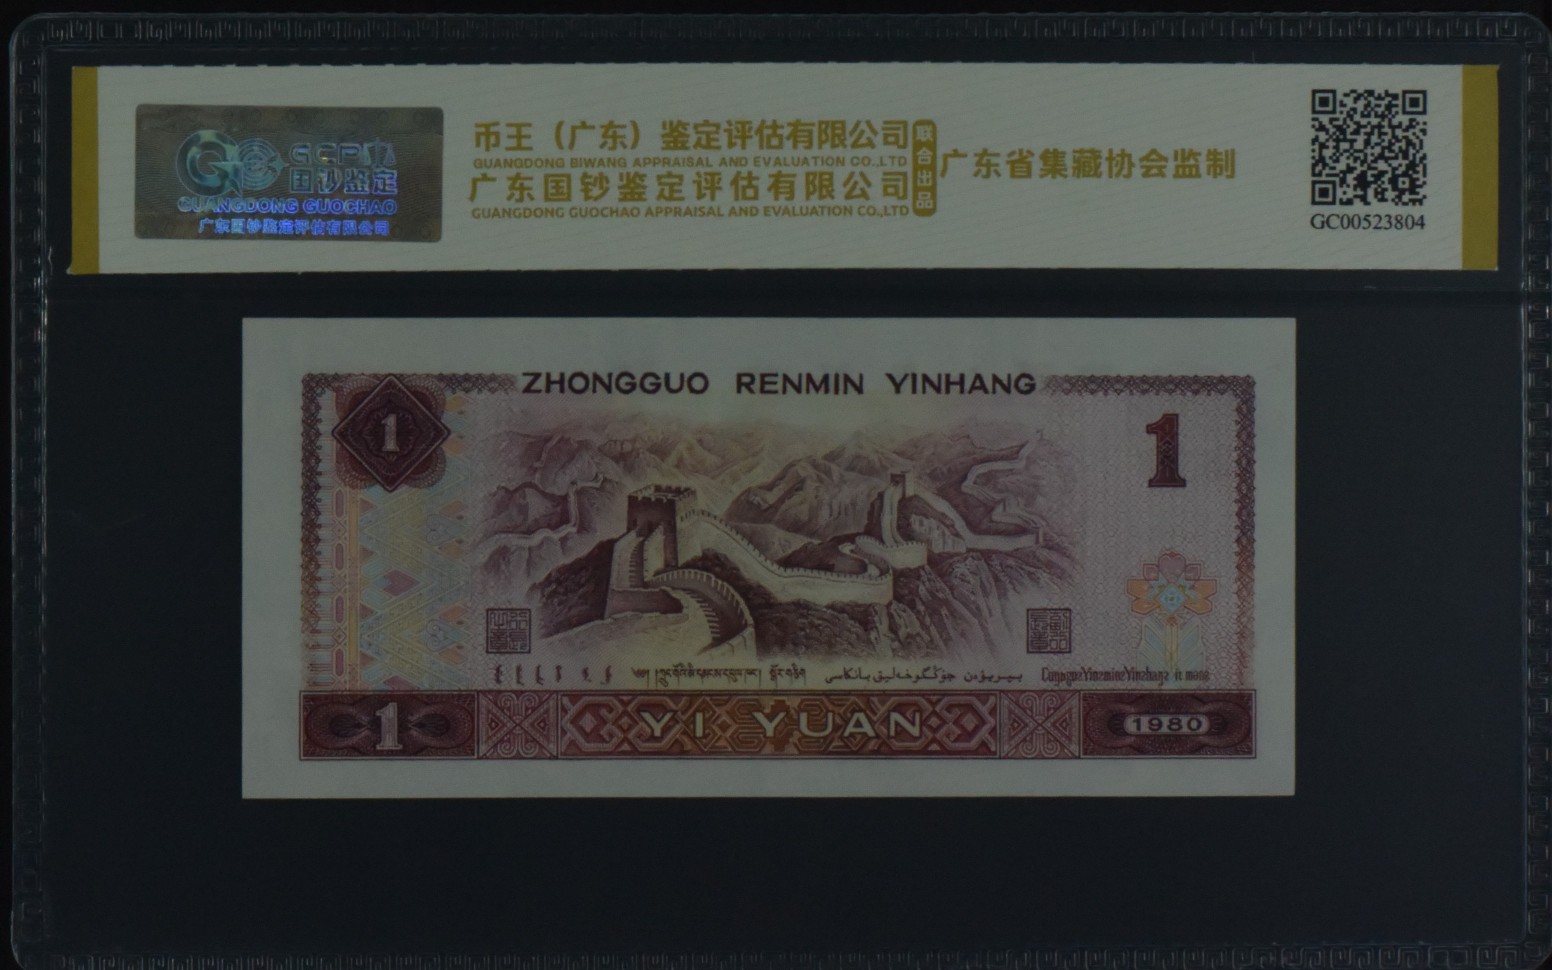 GCP
国钞鉴定
GUANGDONG GUOCHAO
广东国钞鉴定评估有限公司
币王（广东）鉴定评估有限公司
GUANGDONG BIWANG APPRAISAL AND EVALUATION CO.,LTD
广东国钞鉴定评估有限公司
GUANGDONG GUOCHAO APPRAISAL AND EVALUATION CO.,LTD
联合出品
广东省集藏协会监制
GC00523804
ZHONGGUO RENMIN YINHANG
1
1
1
YI YUAN
1980